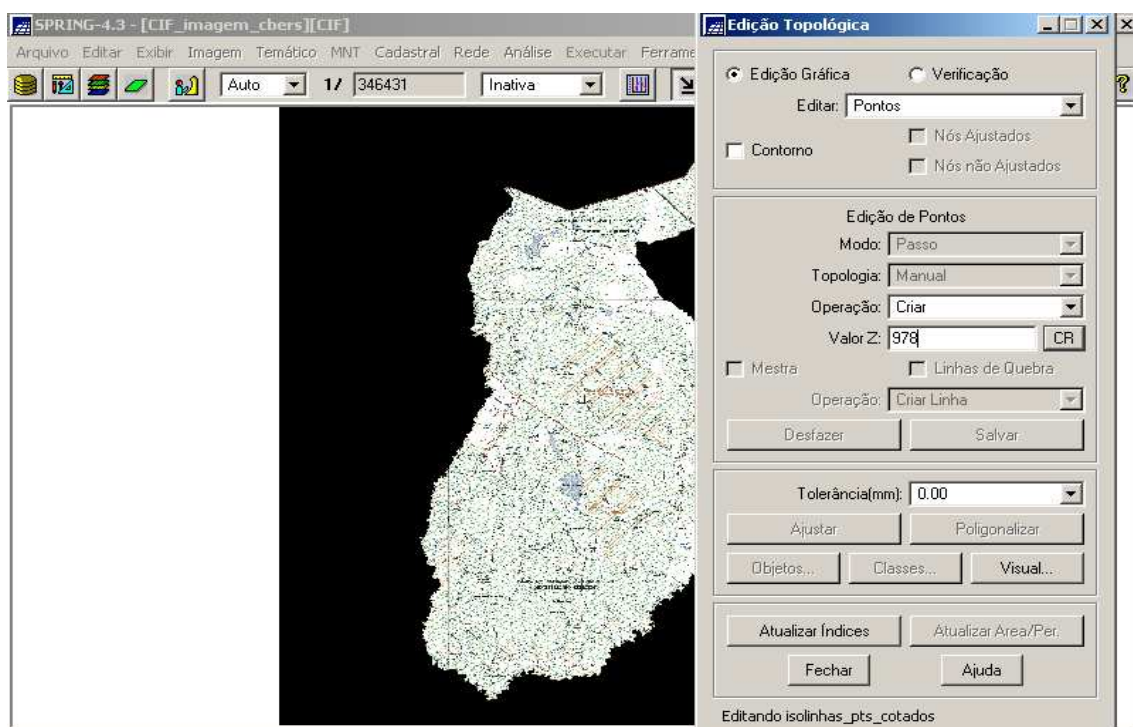 SPRING-4.3 - [CIF_imagem_cbers][CIF]
Arquivo Editar Exibir Imagem Temático MNT Cadastral Rede Análise Executar Ferrame
Auto 1/ 346431 Inativa
Edição Topológica
Edição Gráfica Verificação
Editar: Pontos
Contorno Nós Ajustados
Nós não Ajustados
Edição de Pontos
Modo: Passo
Topologia: Manual
Operação: Criar
Valor Z: 978 CR
Mestra Linhas de Quebra
Operação: Criar Linha
Desfazer Salvar
Tolerância(mm): 0.00
Ajustar Poligonalizar
Objetos... Classes... Visual...
Atualizar Índices Atualizar Area/Per.
Fechar Ajuda
Editando isolinhas_pts_cotados